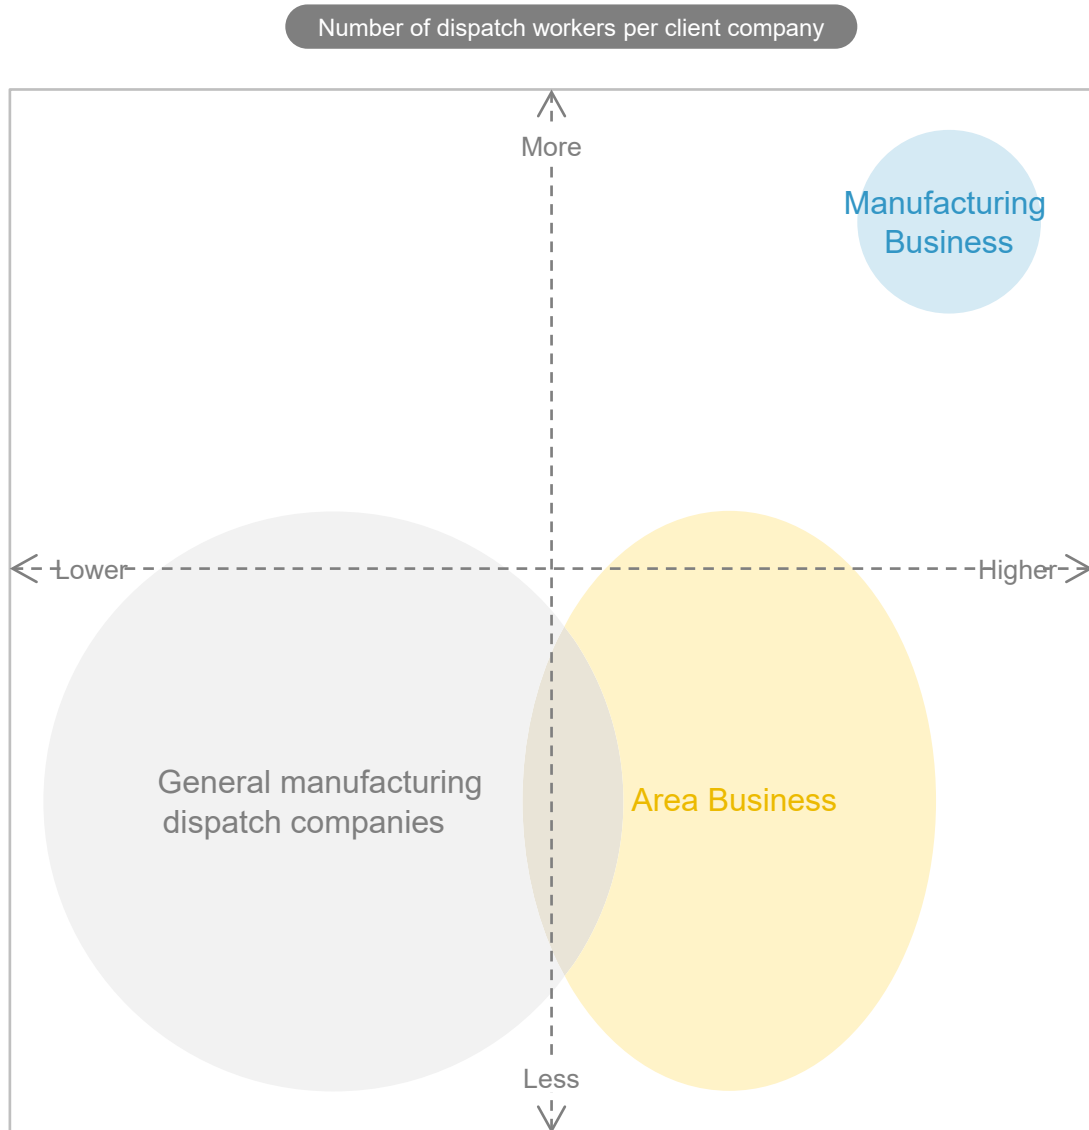 Number of dispatch workers per client company
More
Manufacturing
Business
Lower
Higher
General manufacturing
dispatch companies
Area Business
Less